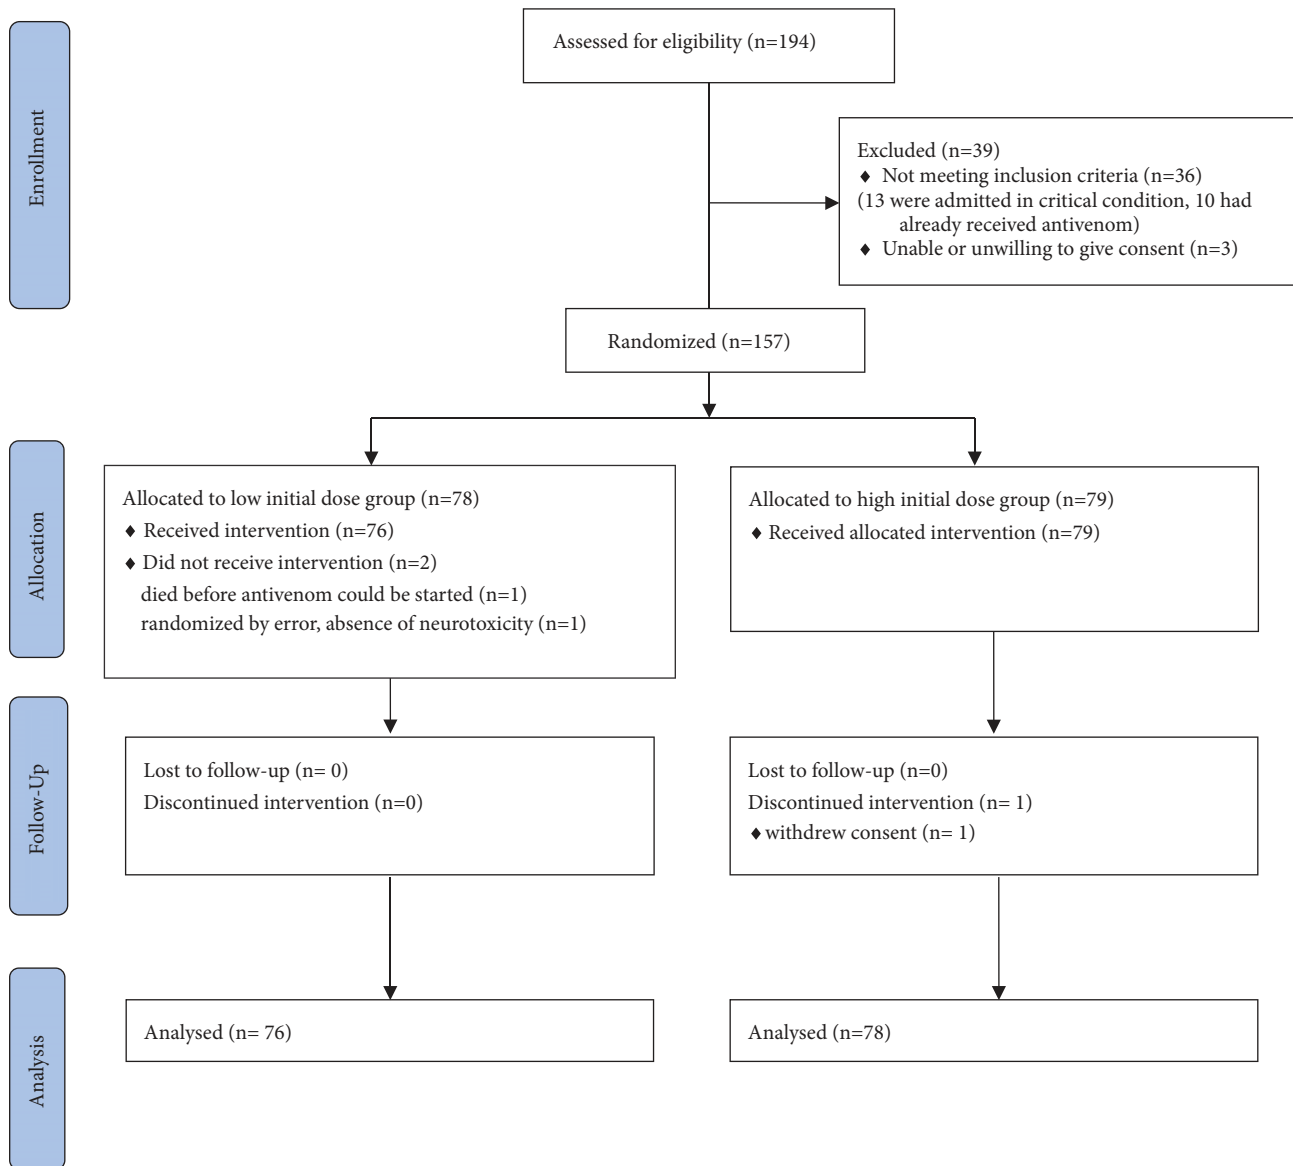 Enrollment
Assessed for eligibility (n=194)
Excluded (n=39)
♦ Not meeting inclusion criteria (n=36)
(13 were admitted in critical condition, 10 had
already received antivenom)
♦ Unable or unwilling to give consent (n=3)
Randomized (n=157)
Allocation
Allocated to low initial dose group (n=78)
♦ Received intervention (n=76)
♦ Did not receive intervention (n=2)
died before antivenom could be started (n=1)
randomized by error, absence of neurotoxicity (n=1)
Allocated to high initial dose group (n=79)
♦ Received allocated intervention (n=79)
Follow-Up
Lost to follow-up (n= 0)
Discontinued intervention (n=0)
Lost to follow-up (n=0)
Discontinued intervention (n= 1)
♦ withdrew consent (n= 1)
Analysis
Analysed (n= 76)
Analysed (n=78)